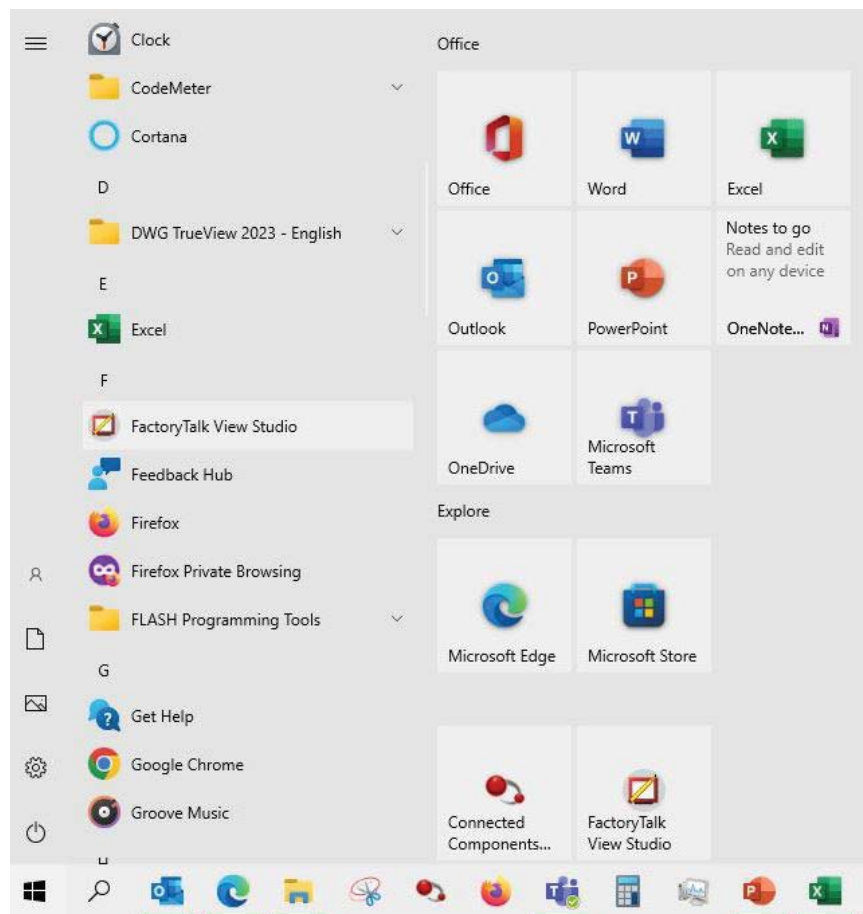 Clock
CodeMeter
Cortana
D
DWG TrueView 2023 - English
E
Excel
F
FactoryTalk View Studio
Feedback Hub
Firefox
Firefox Private Browsing
FLASH Programming Tools
G
Get Help
Google Chrome
Groove Music
H
Office
Office
Word
Excel
Outlook
PowerPoint
Notes to go
Read and edit
on any device
OneNote...
OneDrive
Microsoft
Teams
Explore
Microsoft Edge
Microsoft Store
Connected
Components...
FactoryTalk
View Studio